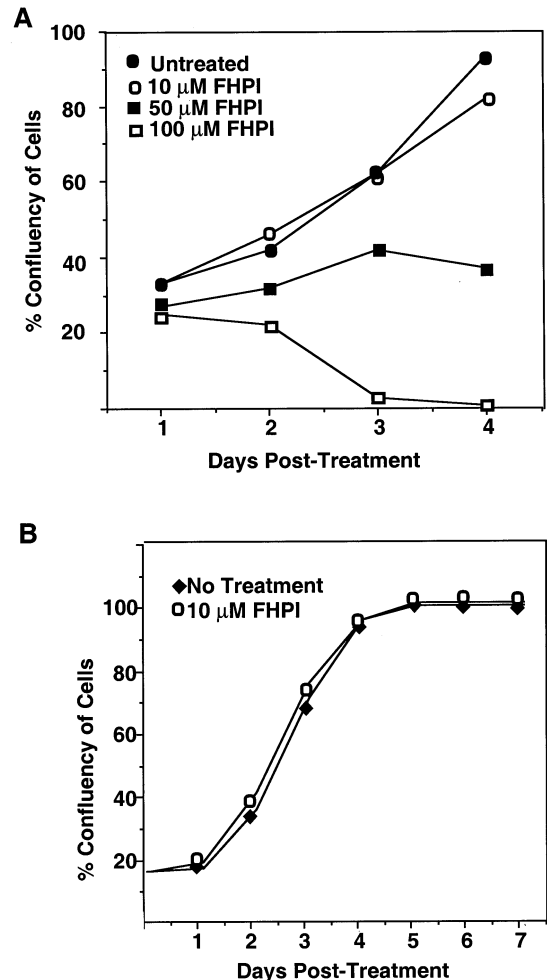 A
100
80
60
40
20
Untreated
10 μM FHPI
50 μM FHPI
100 μM FHPI
% Confluency of Cells
1 2 3 4
Days Post-Treatment
B
100
80
60
40
20
No Treatment
10 μM FHPI
% Confluency of Cells
1 2 3 4 5 6 7
Days Post-Treatment